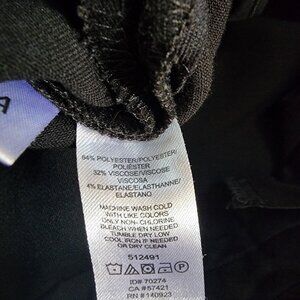 A
64% POLYESTER/POLYESTER/
POLIÉSTER
32% VISCOSE/VISCOSE/
VISCOSA
4% ELASTANE/ELASTHANNE/
ELASTANO
MACHINE WASH COLD
WITH LIKE COLORS
ONLY NON- CHLORINE
BLEACH WHEN NEEDED
TUMBLE DRY LOW
COOL IRON IF NEEDED
OR DRY CLEAN
512491
ID# 70274
CA# 57421
RN# 140923